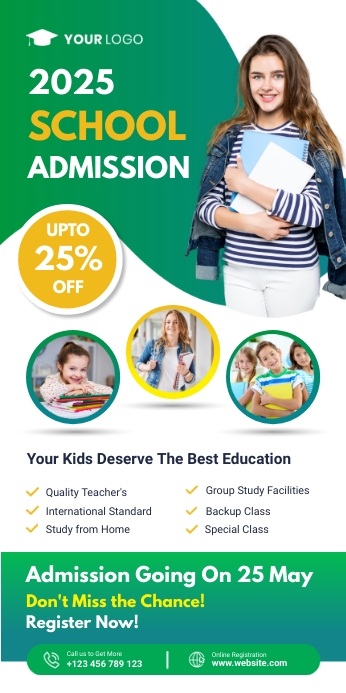 YOUR LOGO
2025
SCHOOL
ADMISSION
UPTO
25%
OFF
Your Kids Deserve The Best Education
Quality Teacher's
International Standard
Study from Home
Group Study Facilities
Backup Class
Special Class
Admission Going On 25 May
Don't Miss the Chance!
Register Now!
Call us to Get More
+123 456 789 123
Online Registration
www.website.com